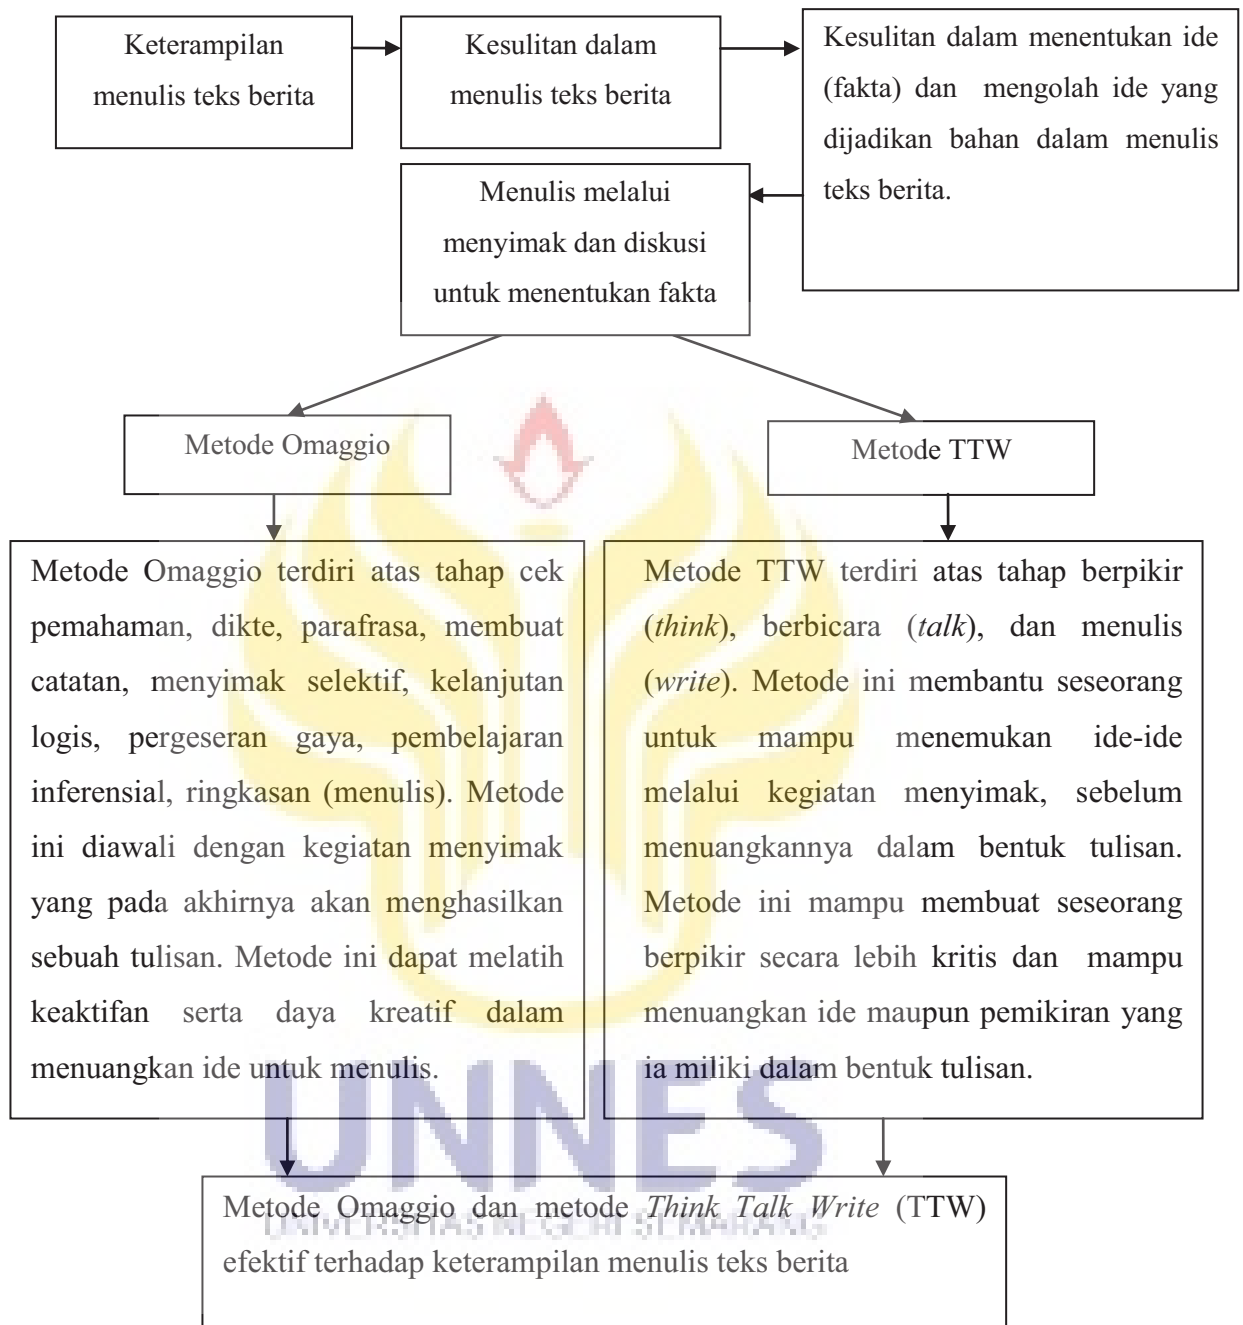 Keterampilan
menulis teks berita
Kesulitan dalam
menulis teks berita
Kesulitan dalam menentukan ide
(fakta) dan mengolah ide yang
dijadikan bahan dalam menulis
teks berita.
Menulis melalui
menyimak dan diskusi
untuk menentukan fakta
Metode Omaggio
Metode TTW
Metode Omaggio terdiri atas tahap cek
pemahaman, dikte, parafrasa, membuat
catatan, menyimak selektif, kelanjutan
logis, pergeseran gaya, pembelajaran
inferensial, ringkasan (menulis). Metode
ini diawali dengan kegiatan menyimak
yang pada akhirnya akan menghasilkan
sebuah tulisan. Metode ini dapat melatih
keaktifan serta daya kreatif dalam
menuangkan ide untuk menulis.
Metode TTW terdiri atas tahap berpikir
(think), berbicara (talk), dan menulis
(write). Metode ini membantu seseorang
untuk mampu menemukan ide-ide
melalui kegiatan menyimak, sebelum
menuangkannya dalam bentuk tulisan.
Metode ini mampu membuat seseorang
berpikir secara lebih kritis dan mampu
menuangkan ide maupun pemikiran yang
ia miliki dalam bentuk tulisan.
UNNES
UNIVERSITAS NEGERI SEMARANG
Metode Omaggio dan metode Think Talk Write (TTW)
efektif terhadap keterampilan menulis teks berita